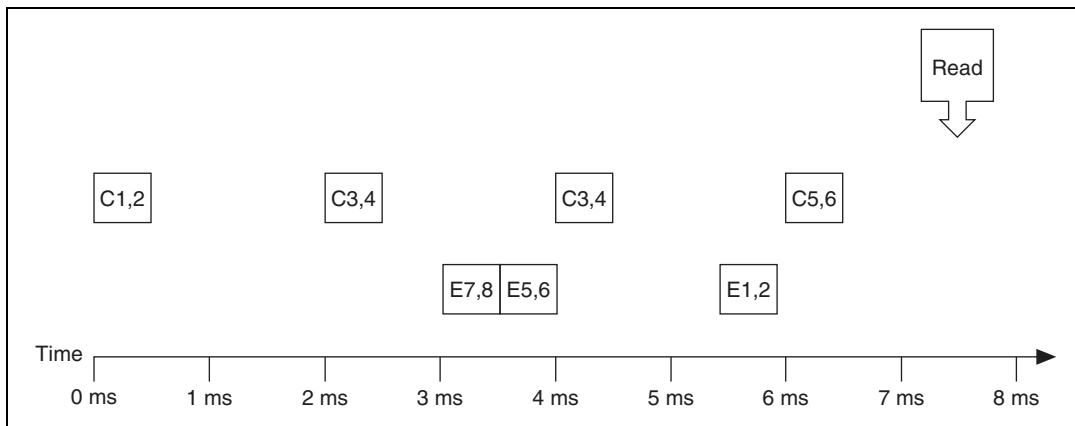 Read
C1,2 C3,4 C3,4 C5,6
E7,8 E5,6 E1,2
Time
0 ms 1 ms 2 ms 3 ms 4 ms 5 ms 6 ms 7 ms 8 ms